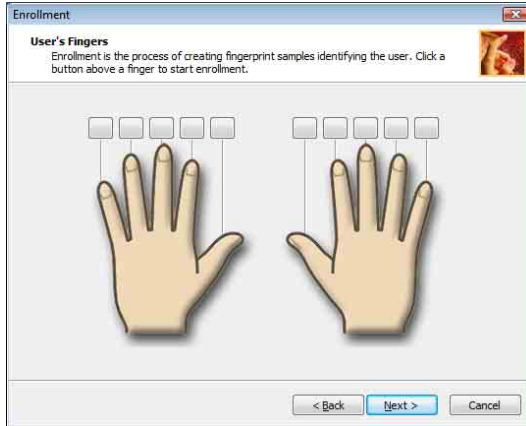 Enrollment
User's Fingers
Enrollment is the process of creating fingerprint samples identifying the user. Click a
button above a finger to start enrollment.
< Back
Next >
Cancel